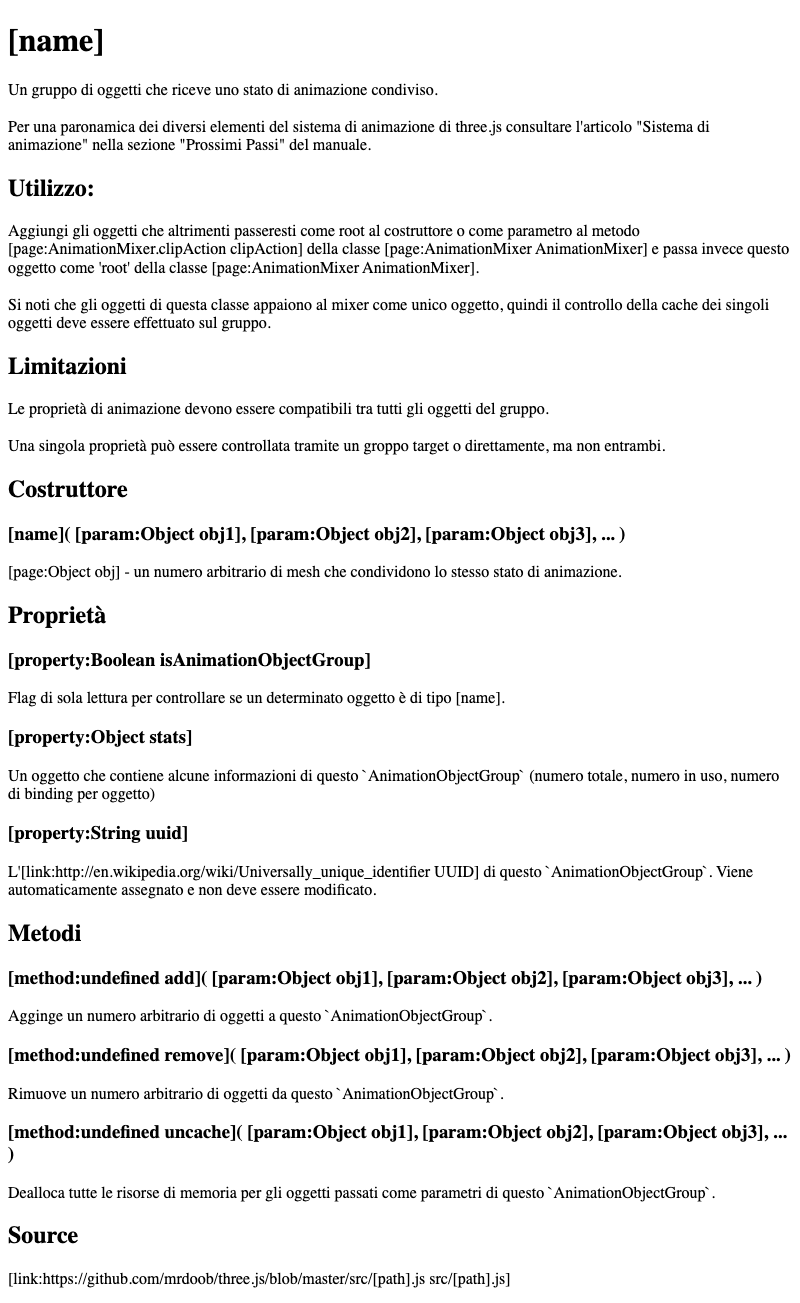 [name]
Un gruppo di oggetti che riceve uno stato di animazione condiviso.
Per una paronamica dei diversi elementi del sistema di animazione di three.js consultare l'articolo "Sistema di
animazione" nella sezione "Prossimi Passi" del manuale.
Utilizzo:
Aggiungi gli oggetti che altrimenti passeresti come root al costruttore o come parametro al metodo
[page:AnimationMixer.clipAction clipAction] della classe [page:AnimationMixer AnimationMixer] e passa invece questo
oggetto come 'root' della classe [page:AnimationMixer AnimationMixer].
Si noti che gli oggetti di questa classe appaiono al mixer come unico oggetto, quindi il controllo della cache dei singoli
oggetti deve essere effettuato sul gruppo.
Limitazioni
Le proprietà di animazione devono essere compatibili tra tutti gli oggetti del gruppo.
Una singola proprietà può essere controllata tramite un groppo target o direttamente, ma non entrambi.
Costruttore
[name]( [param:Object obj1], [param:Object obj2], [param:Object obj3], ... )
[page:Object obj] - un numero arbitrario di mesh che condividono lo stesso stato di animazione.
Proprietà
[property:Boolean isAnimationObjectGroup]
Flag di sola lettura per controllare se un determinato oggetto è di tipo [name].
[property:Object stats]
Un oggetto che contiene alcune informazioni di questo `AnimationObjectGroup` (numero totale, numero in uso, numero
di binding per oggetto)
[property:String uuid]
L'[link:http://en.wikipedia.org/wiki/Universally_unique_identifier UUID] di questo `AnimationObjectGroup`. Viene
automaticamente assegnato e non deve essere modificato.
Metodi
[method:undefined add]( [param:Object obj1], [param:Object obj2], [param:Object obj3], ... )
Agginge un numero arbitrario di oggetti a questo `AnimationObjectGroup`.
[method:undefined remove]( [param:Object obj1], [param:Object obj2], [param:Object obj3], ... )
Rimuove un numero arbitrario di oggetti da questo `AnimationObjectGroup`.
[method:undefined uncache]( [param:Object obj1], [param:Object obj2], [param:Object obj3], ...
)
Dealloca tutte le risorse di memoria per gli oggetti passati come parametri di questo `AnimationObjectGroup`.
Source
[link:https://github.com/mrdoob/three.js/blob/master/src/[path].js src/[path].js]